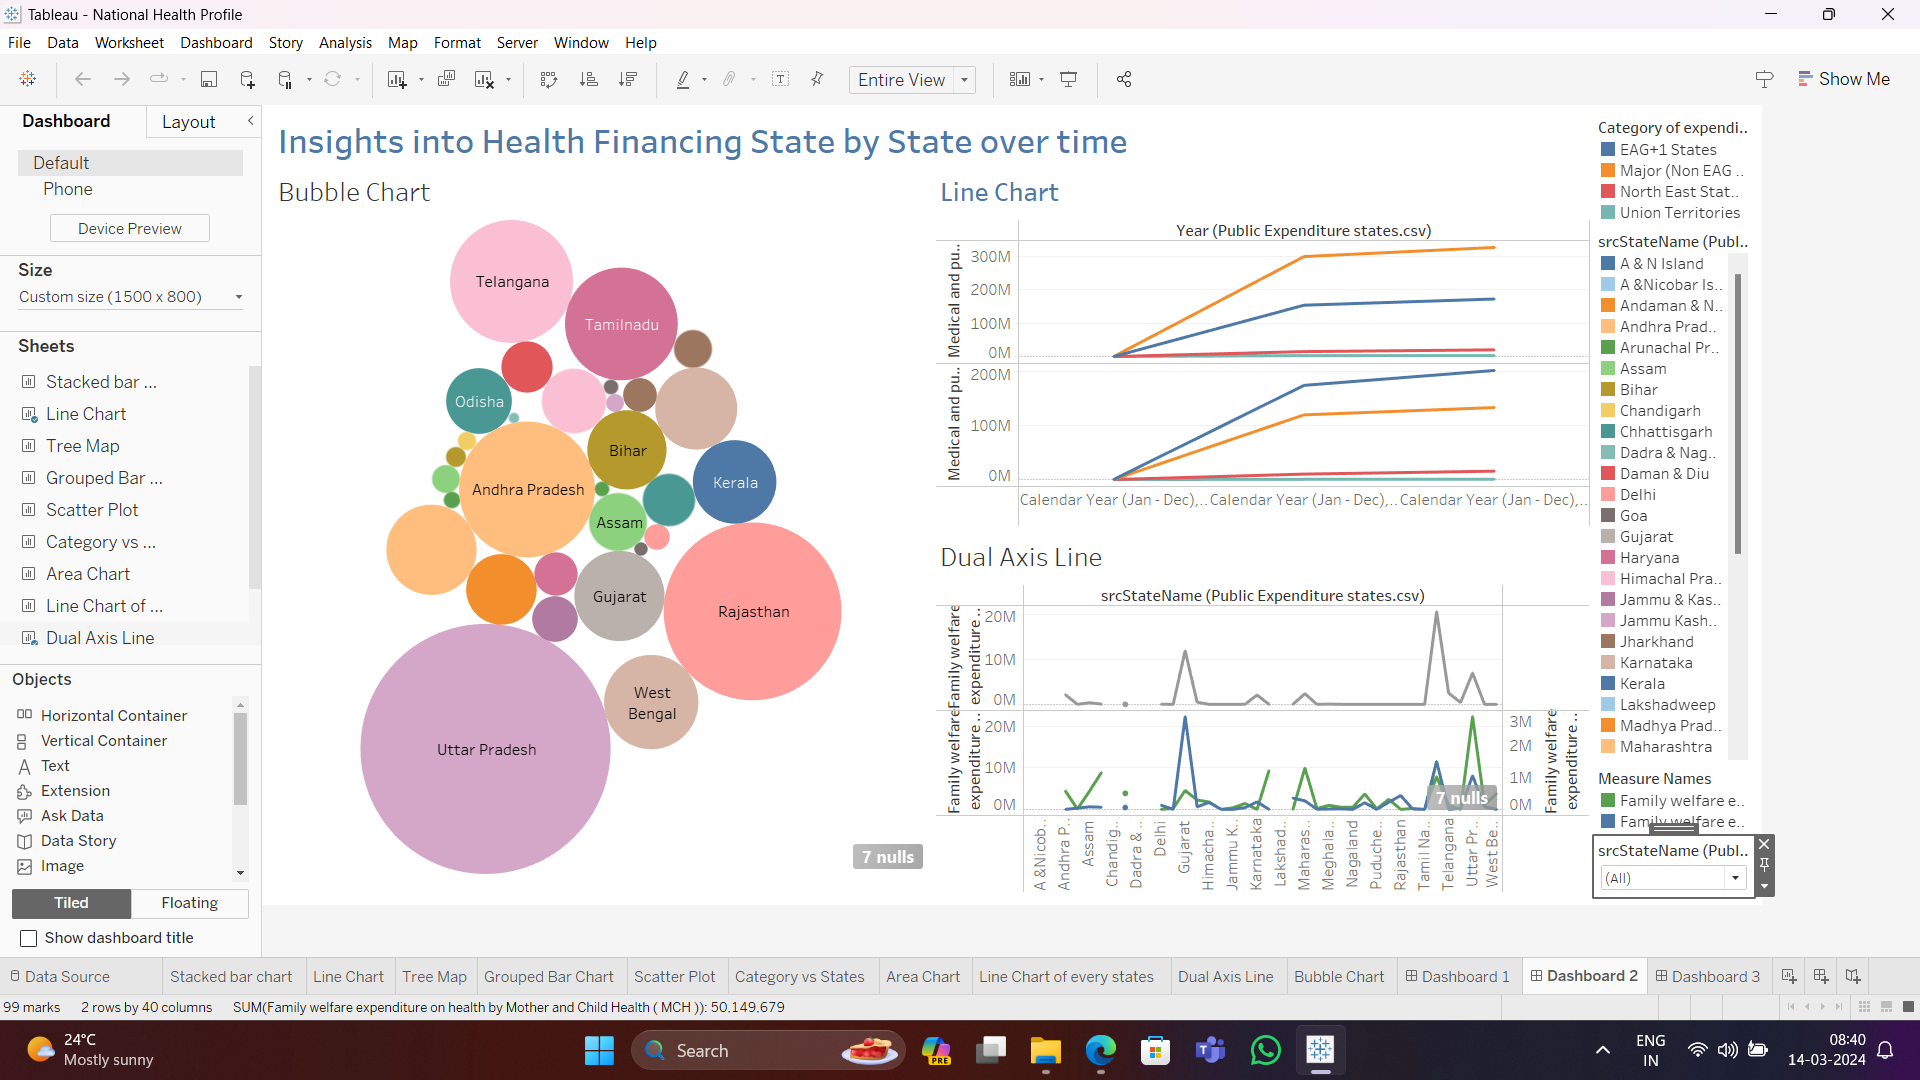 Tableau - National Health Profile
File Data Worksheet Dashboard Story Analysis Map Format Server Window Help
Entire View
Show Me
Dashboard Layout
Default
Phone
Device Preview
Size
Custom size (1500 x 800)
Sheets
Stacked bar ...
Line Chart
Tree Map
Grouped Bar ...
Scatter Plot
Category vs ...
Area Chart
Line Chart of ...
Dual Axis Line
Objects
Horizontal Container
Vertical Container
Text
Extension
Ask Data
Data Story
Image
Tiled Floating
Show dashboard title
Insights into Health Financing State by State over time
Bubble Chart
Telangana
Tamilnadu
Odisha
Bihar
Kerala
Andhra Pradesh
Assam
Gujarat
Rajasthan
West
Bengal
Uttar Pradesh
7 nulls
Line Chart
Year (Public Expenditure states.csv)
Medical and pu..
300M
200M
100M
0M
Medical and pu..
200M
100M
0M
Calendar Year (Jan - Dec),.. Calendar Year (Jan - Dec),.. Calendar Year (Jan - Dec),..
Dual Axis Line
srcStateName (Public Expenditure states.csv)
Family welfare
expenditure ..
20M
10M
0M
Family welfare
expenditure ..
20M
10M
0M
3M
2M
1M
0M
Family welfare
expenditure ..
7 nulls
A &Nicob..
Andhra P..
Assam
Chandig..
Dadra & ..
Delhi
Gujarat
Himacha..
Jammu K..
Karnataka
Lakshad..
Maharas..
Meghala..
Nagaland
Puduche..
Rajasthan
Tamil Na..
Telangana
Uttar Pr..
West Be..
Category of expendi..
EAG+1 States
Major (Non EAG ..
North East Stat..
Union Territories
srcStateName (Publ..
A & N Island
A &Nicobar Is..
Andaman & N..
Andhra Prad..
Arunachal Pr..
Assam
Bihar
Chandigarh
Chhattisgarh
Dadra & Nag..
Daman & Diu
Delhi
Goa
Gujarat
Haryana
Himachal Pra..
Jammu & Kas..
Jammu Kash..
Jharkhand
Karnataka
Kerala
Lakshadweep
Madhya Prad..
Maharashtra
Measure Names
Family welfare e..
Family welfare e..
srcStateName (Publ..
(All)
Data Source Stacked bar chart Line Chart Tree Map Grouped Bar Chart Scatter Plot Category vs States Area Chart Line Chart of every states Dual Axis Line Bubble Chart Dashboard 1 Dashboard 2 Dashboard 3
99 marks 2 rows by 40 columns SUM(Family welfare expenditure on health by Mother and Child Health ( MCH )): 50,149,679
24°C
Mostly sunny
Search
PRE
ENG
IN
08:40
14-03-2024